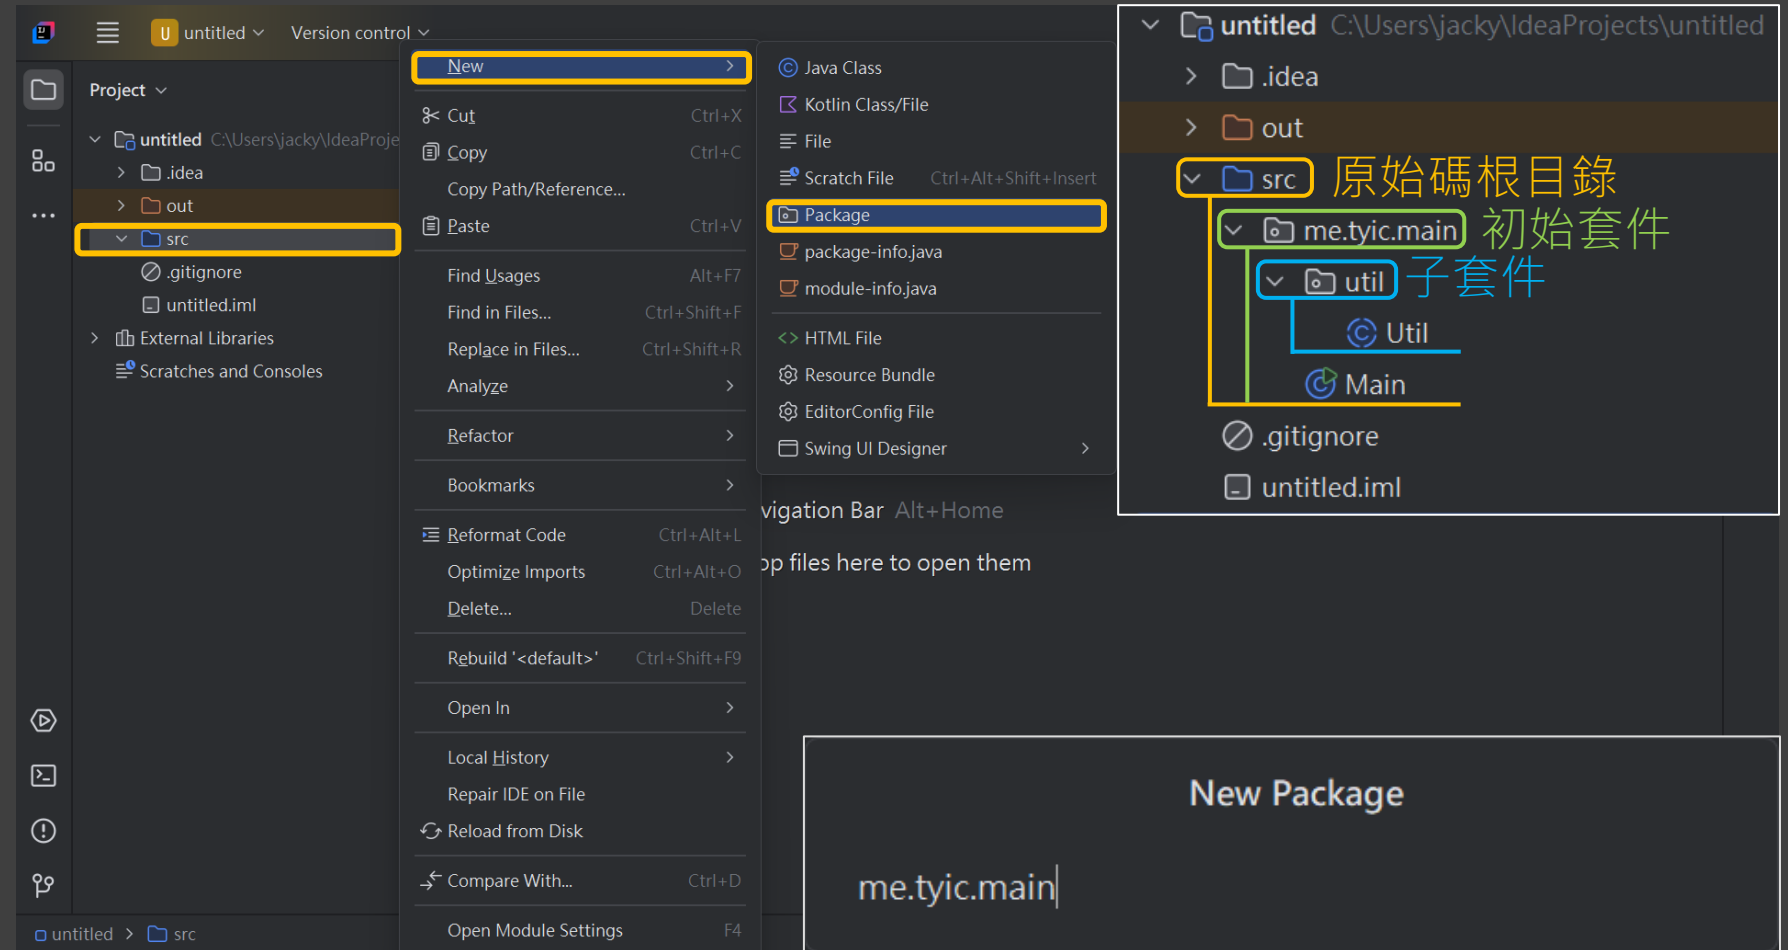 U untitled Version control
Project
untitled C:\Users\jacky\IdeaProje
.idea
out
src
.gitignore
untitled.iml
External Libraries
Scratches and Consoles
untitled > src
New
Cut Ctrl+X
Copy Ctrl+C
Copy Path/Reference...
Paste Ctrl+V
Find Usages Alt+F7
Find in Files... Ctrl+Shift+F
Replace in Files... Ctrl+Shift+R
Analyze
Refactor
Bookmarks
Reformat Code Ctrl+Alt+L
Optimize Imports Ctrl+Alt+O
Delete... Delete
Rebuild '<default>' Ctrl+Shift+F9
Open In
Local History
Repair IDE on File
Reload from Disk
Compare With... Ctrl+D
Open Module Settings F4
Java Class
Kotlin Class/File
File
Scratch File Ctrl+Alt+Shift+Insert
Package
package-info.java
module-info.java
HTML File
Resource Bundle
EditorConfig File
Swing UI Designer
vigation Bar Alt+Home
op files here to open them
untitled C:\Users\jacky\IdeaProjects\untitled
.idea
out
src 原始碼根目錄
me.tyic.main 初始套件
util 子套件
Util
Main
.gitignore
untitled.iml
New Package
me.tyic.main